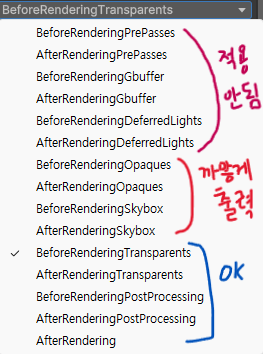 BeforeRenderingTransparents
BeforeRenderingPrePasses
AfterRenderingPrePasses
BeforeRenderingGbuffer
AfterRenderingGbuffer
BeforeRenderingDeferredLights
AfterRenderingDeferredLights
적용
안됨
BeforeRenderingOpaques
AfterRenderingOpaques
BeforeRenderingSkybox
AfterRenderingSkybox
까맣게
출력
BeforeRenderingTransparents
AfterRenderingTransparents
BeforeRenderingPostProcessing
AfterRenderingPostProcessing
AfterRendering
OK